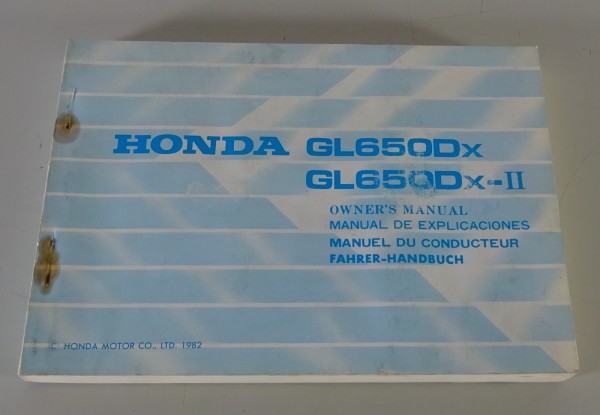 HONDA GL650Dx
GL650Dx-II
OWNER'S MANUAL
MANUAL DE EXPLICACIONES
MANUEL DU CONDUCTEUR
FAHRER-HANDBUCH
© HONDA MOTOR CO., LTD. 1982